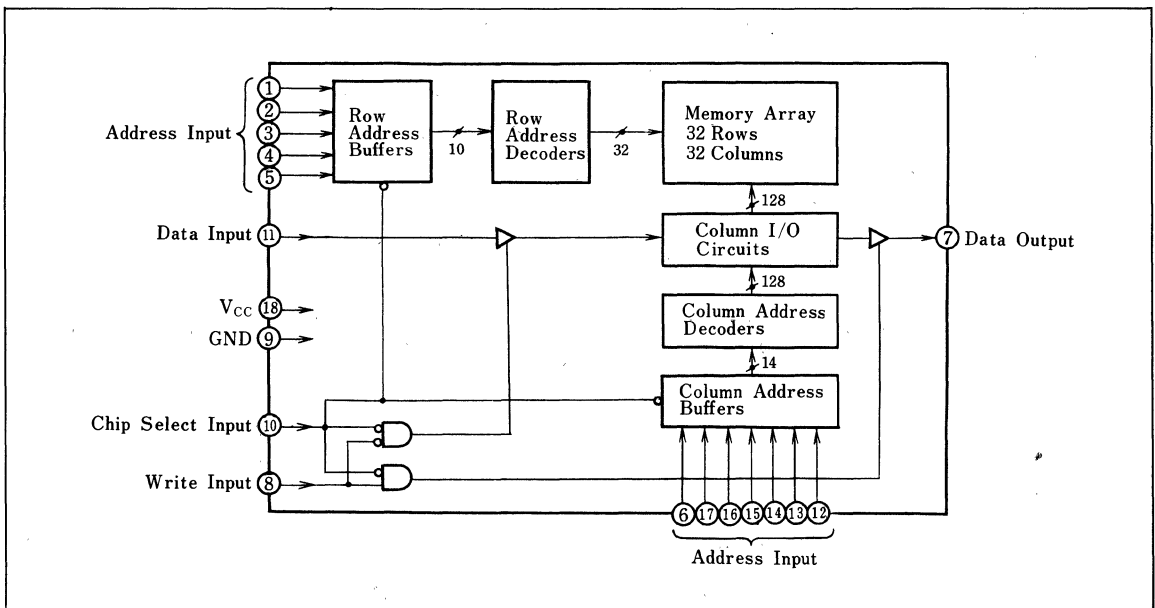 Address Input
1
2
3
4
5
Row
Address
Buffers
10
Row
Address
Decoders
32
Memory Array
32 Rows
32 Columns
128
Data Input
11
Column I/O
Circuits
7
Data Output
128
VCC
18
GND
9
Column Address
Decoders
14
Column Address
Buffers
Chip Select Input
10
Write Input
8
6 17 16 15 14 13 12
Address Input